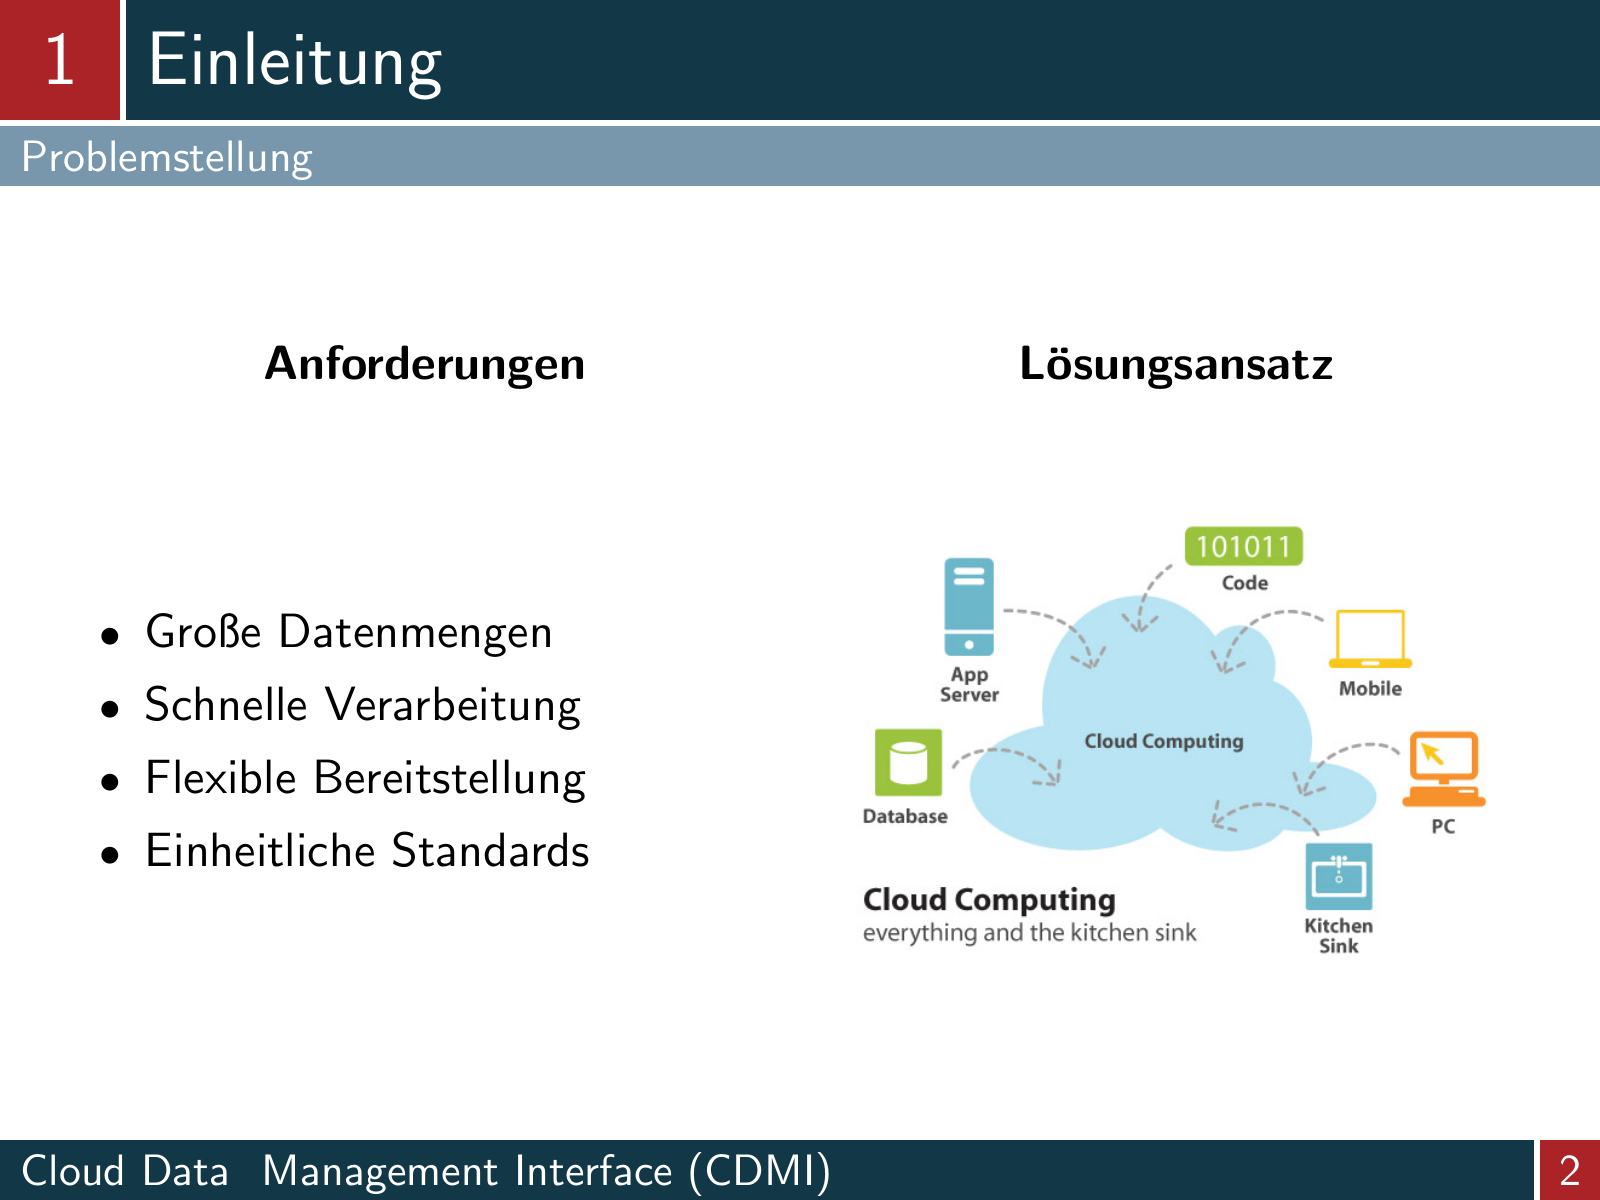 1
Einleitung
Problemstellung
Anforderungen
• Große Datenmengen
• Schnelle Verarbeitung
• Flexible Bereitstellung
• Einheitliche Standards
Lösungsansatz
101011
Code
App
Server
Mobile
Cloud Computing
Database
PC
Cloud Computing
everything and the kitchen sink
Kitchen
Sink
Cloud Data  Management Interface (CDMI)
2